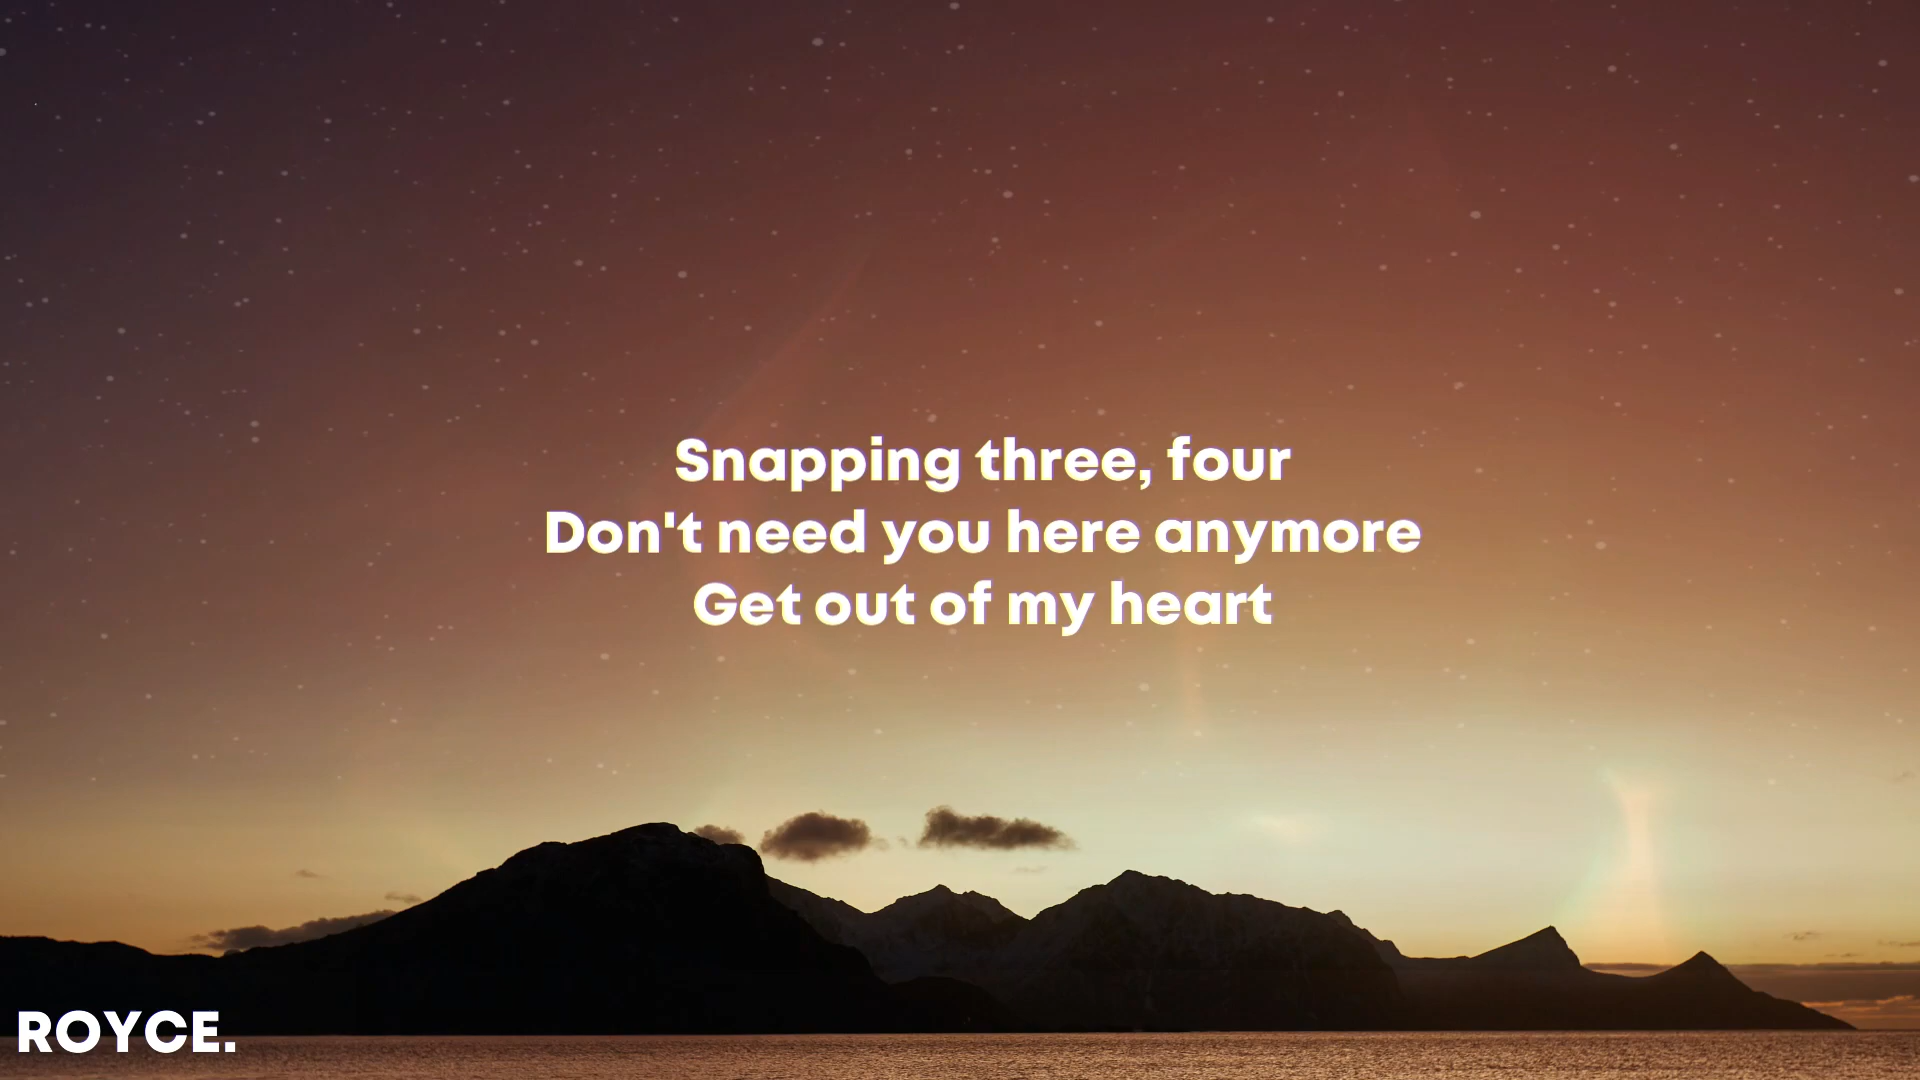 Snapping three, four
Don't need you here anymore
Get out of my heart
ROYCE.